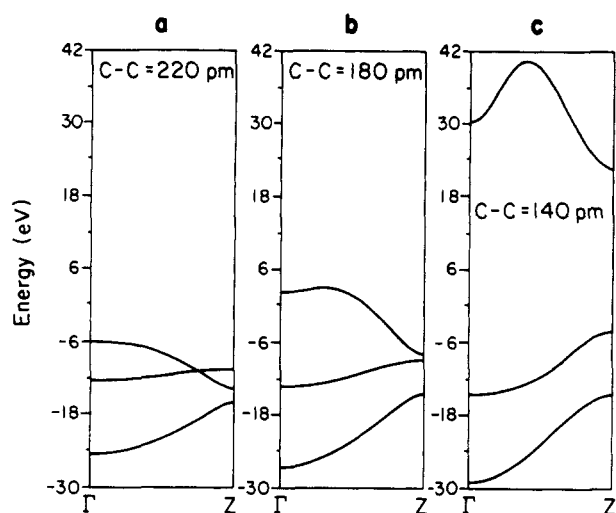 a b c
42 42 42
C-C = 220 pm C-C = 180 pm
30 30 30
18 18 18
C-C = 140 pm
6 6 6
Energy (eV)
-6 -6 -6
-18 -18 -18
-30 -30 -30
Γ Z Γ Z Γ Z